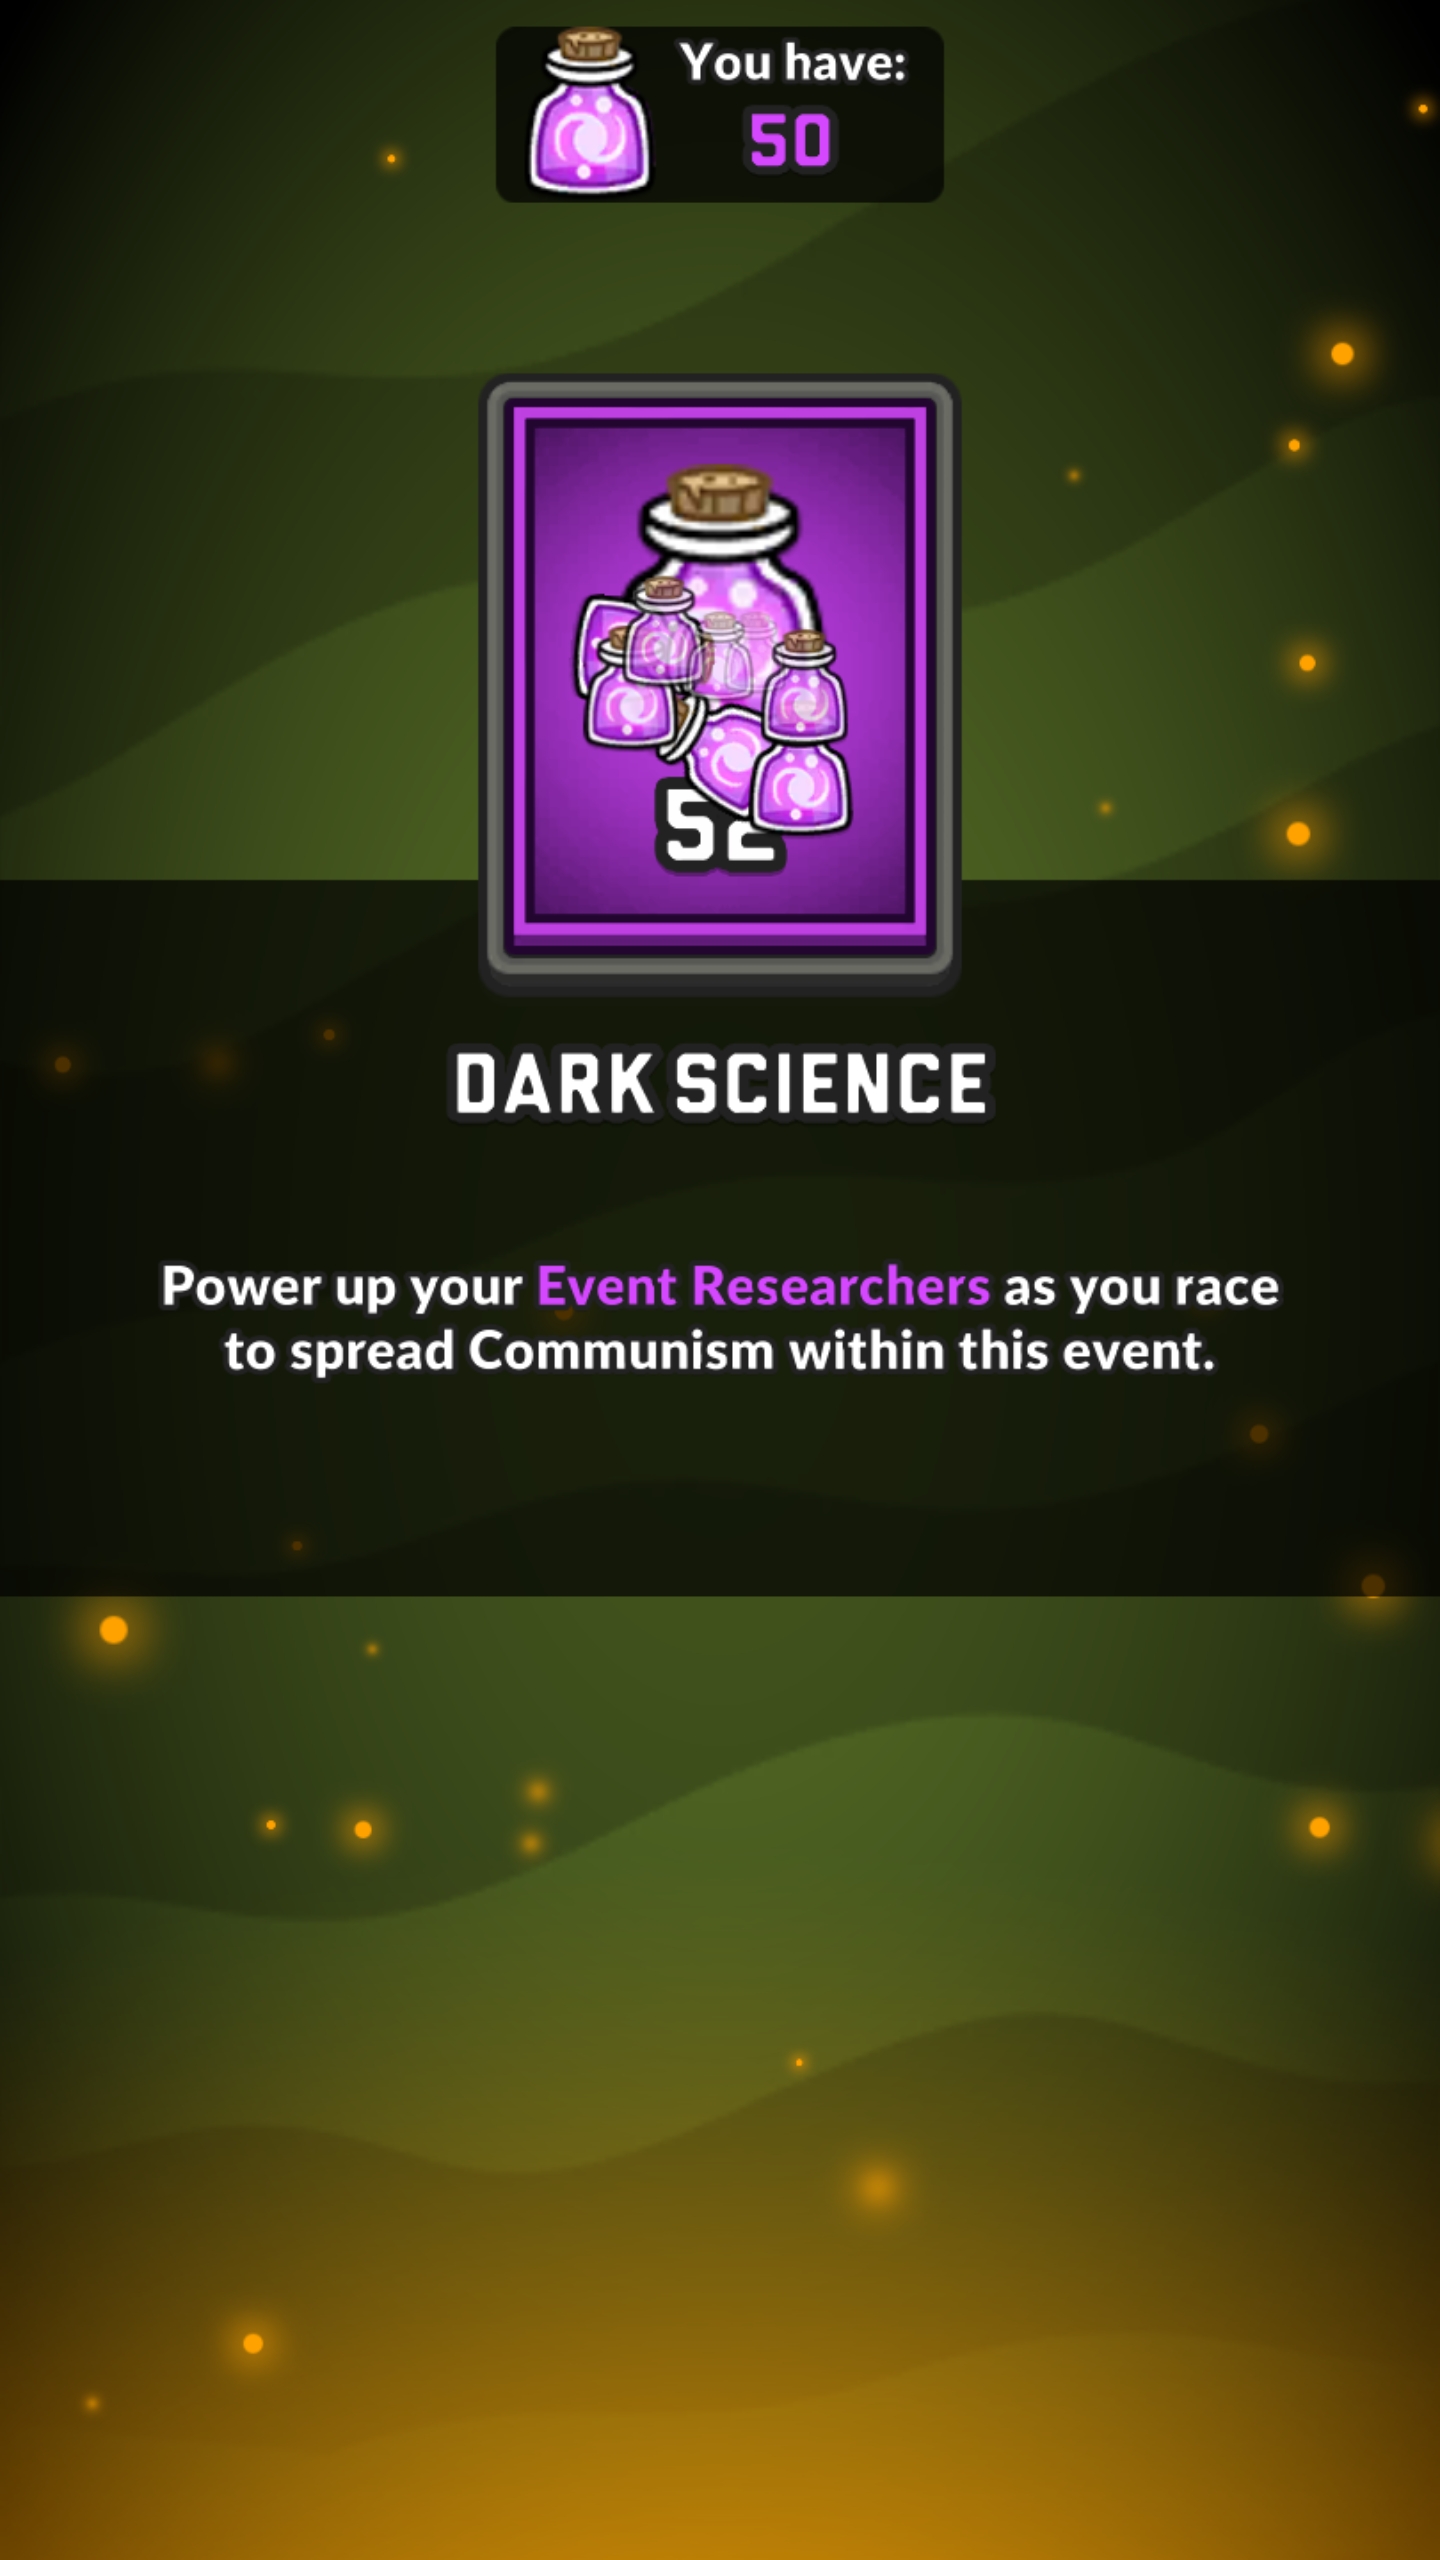 You have:
50
52
DARK SCIENCE
Power up your Event Researchers as you race
to spread Communism within this event.